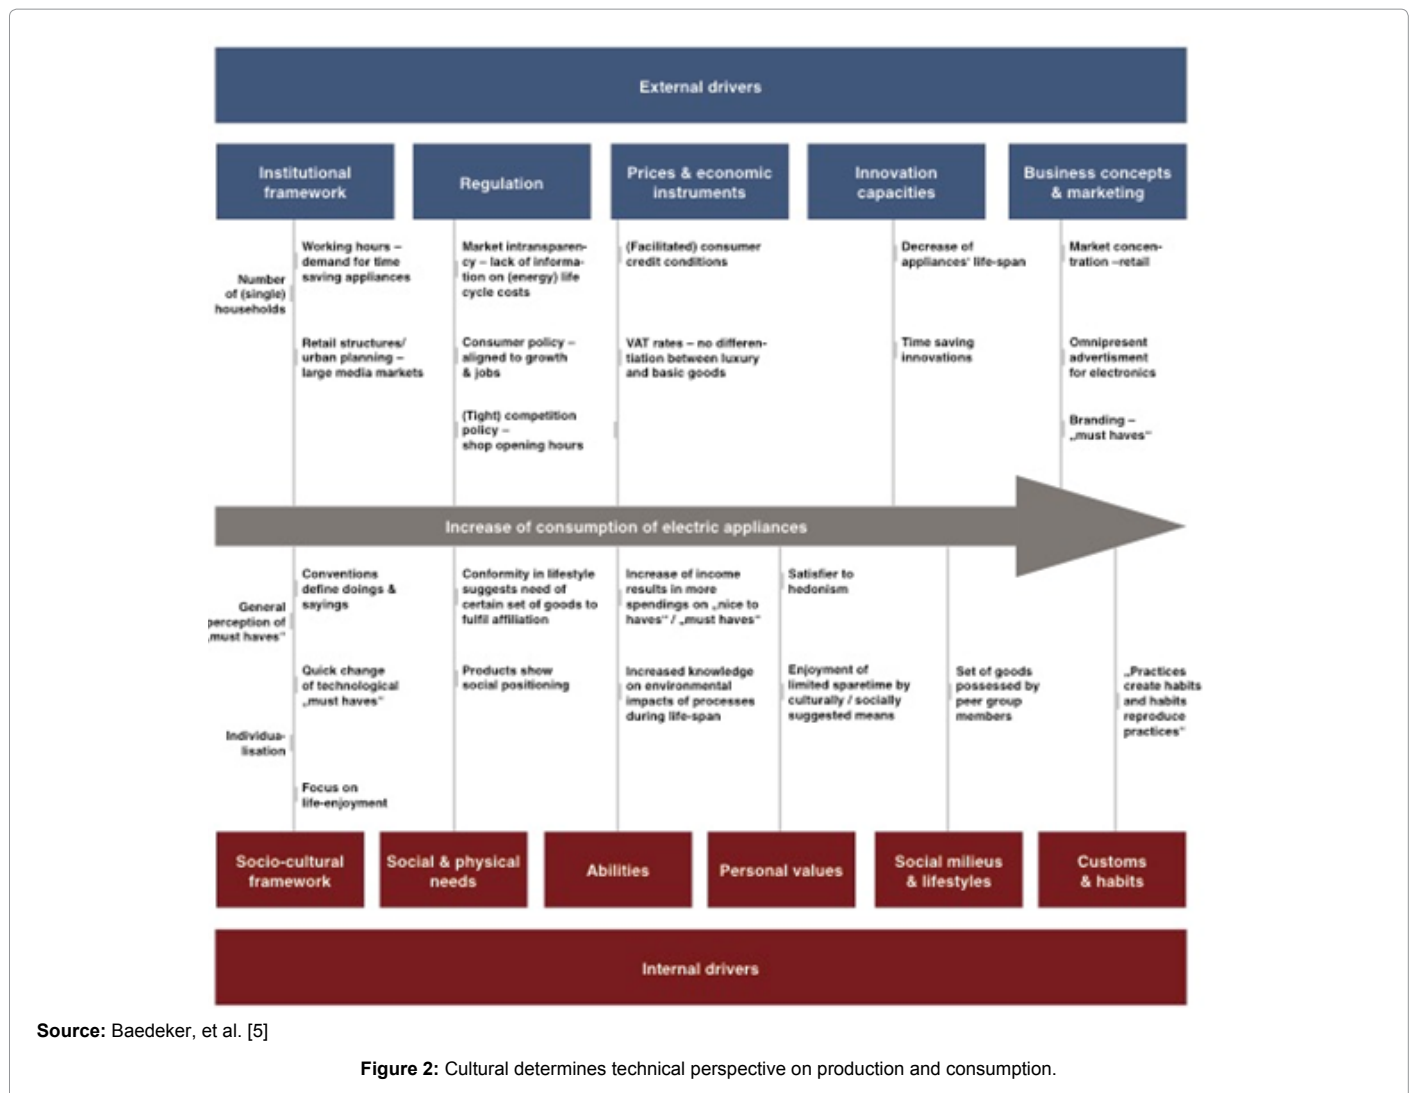 External drivers
Institutional
framework
Regulation
Prices & economic
instruments
Innovation
capacities
Business concepts
& marketing
Number
of (single)
households
Working hours –
demand for time
saving appliances
Retail structures/
urban planning –
large media markets
Market intransparen-
cy – lack of informa-
tion on (energy) life
cycle costs
Consumer policy –
aligned to growth
& jobs
(Tight) competition
policy –
shop opening hours
(Facilitated) consumer
credit conditions
VAT rates – no differen-
tiation between luxury
and basic goods
Decrease of
appliances' life-span
Time saving
innovations
Market concen-
tration –retail
Omnipresent
advertisment
for electronics
Branding –
„must haves“
Increase of consumption of electric appliances
General
perception of
„must haves“
Individua-
lisation
Conventions
define doings &
sayings
Quick change
of technological
„must haves“
Focus on
life-enjoyment
Conformity in lifestyle
suggests need of
certain set of goods to
fulfil affiliation
Products show
social positioning
Increase of income
results in more
spendings on „nice to
haves“ / „must haves“
Increased knowledge
on environmental
impacts of processes
during life-span
Satisfier to
hedonism
Enjoyment of
limited sparetime by
culturally / socially
suggested means
Set of goods
possessed by
peer group
members
„Practices
create habits
and habits
reproduce
practices“
Socio-cultural
framework
Social & physical
needs
Abilities
Personal values
Social milieus
& lifestyles
Customs
& habits
Internal drivers
Source: Baedeker, et al. [5]
Figure 2: Cultural determines technical perspective on production and consumption.